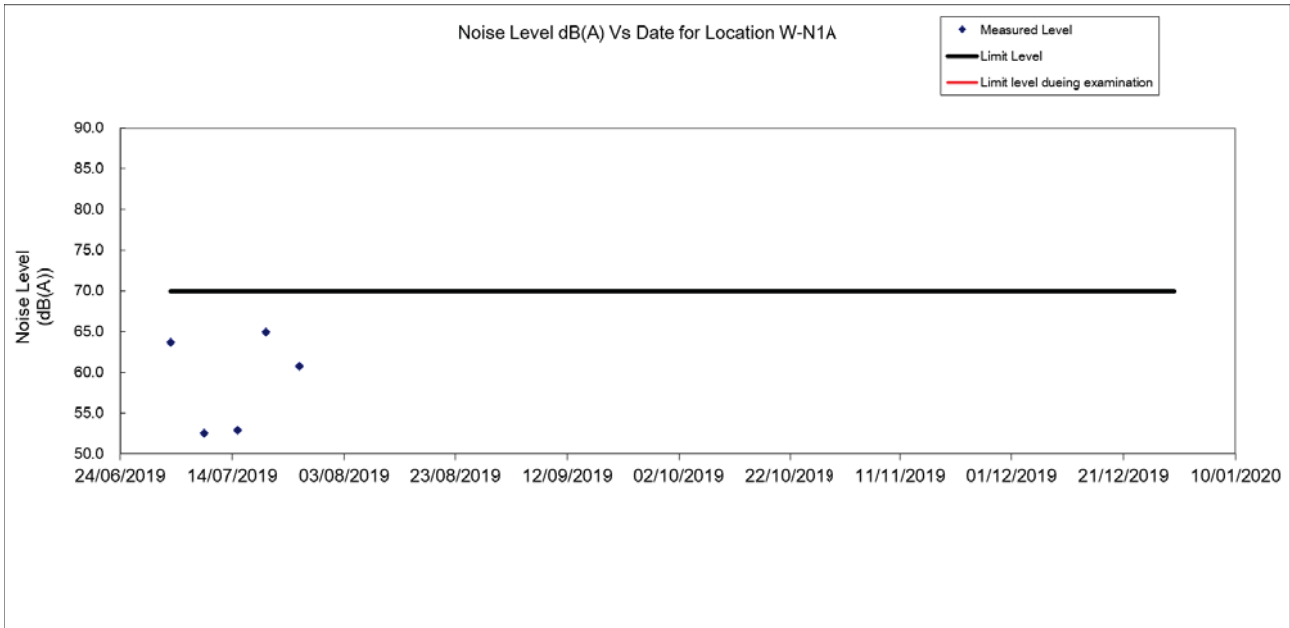 Noise Level dB(A) Vs Date for Location W-N1A
Measured Level
Limit Level
Limit level dueing examination
90.0
85.0
80.0
75.0
70.0
65.0
60.0
55.0
50.0
Noise Level
(dB(A))
24/06/2019 14/07/2019 03/08/2019 23/08/2019 12/09/2019 02/10/2019 22/10/2019 11/11/2019 01/12/2019 21/12/2019 10/01/2020